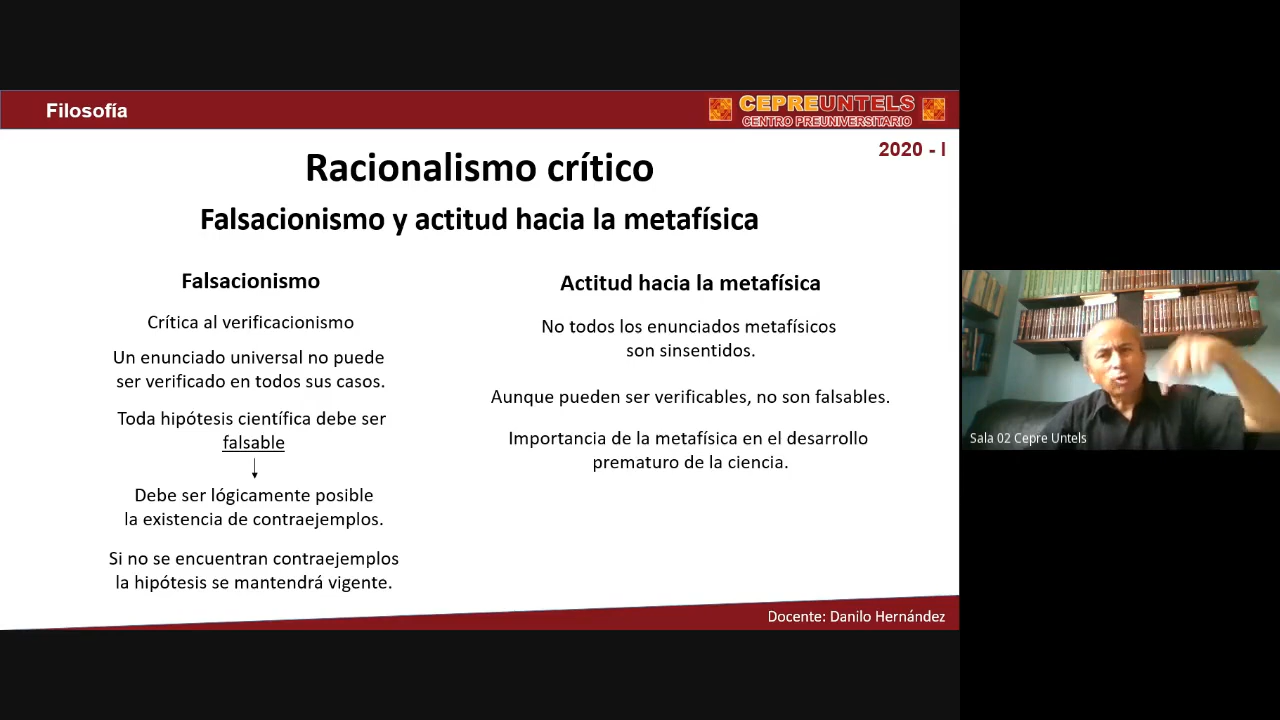 Filosofía
CEPREUNTELS
CENTRO PREUNIVERSITARIO
2020 - I
Racionalismo crítico
Falsacionismo y actitud hacia la metafísica
Falsacionismo
Crítica al verificacionismo
Un enunciado universal no puede
ser verificado en todos sus casos.
Toda hipótesis científica debe ser
falsable
Debe ser lógicamente posible
la existencia de contraejemplos.
Si no se encuentran contraejemplos
la hipótesis se mantendrá vigente.
Actitud hacia la metafísica
No todos los enunciados metafísicos
son sinsentidos.
Aunque pueden ser verificables, no son falsables.
Importancia de la metafísica en el desarrollo
prematuro de la ciencia.
Docente: Danilo Hernández
Sala 02 Cepre Untels